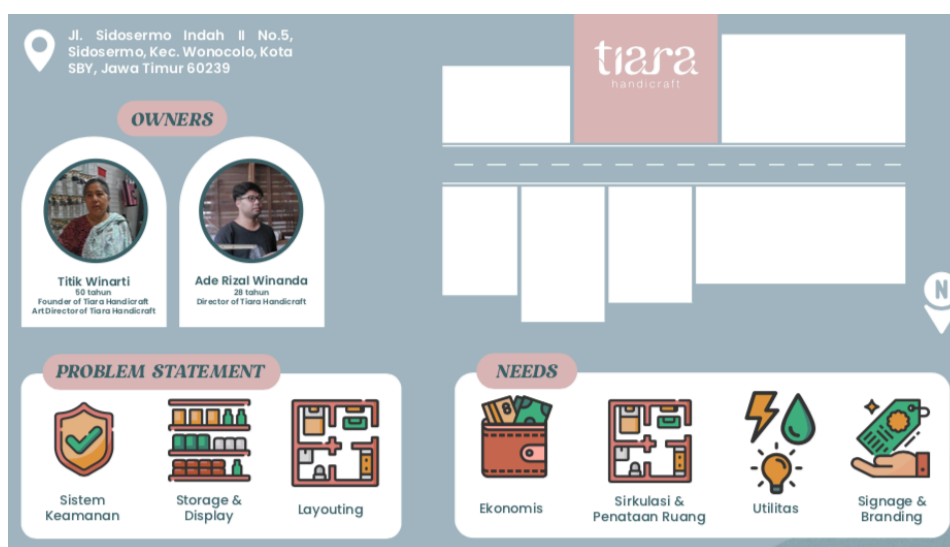 Jl. Sidosermo Indah II No.5,
Sidosermo, Kec. Wonocolo, Kota
SBY, Jawa Timur 60239
tiara
handicraft
OWNERS
Titik Winarti
50 tahun
Founder of Tiara Handicraft
Art Director of Tiara Handicraft
Ade Rizal Winanda
28 tahun
Director of Tiara Handicraft
N
PROBLEM STATEMENT
Sistem
Keamanan
Storage &
Display
Layouting
NEEDS
Ekonomis
Sirkulasi &
Penataan Ruang
Utilitas
Signage &
Branding